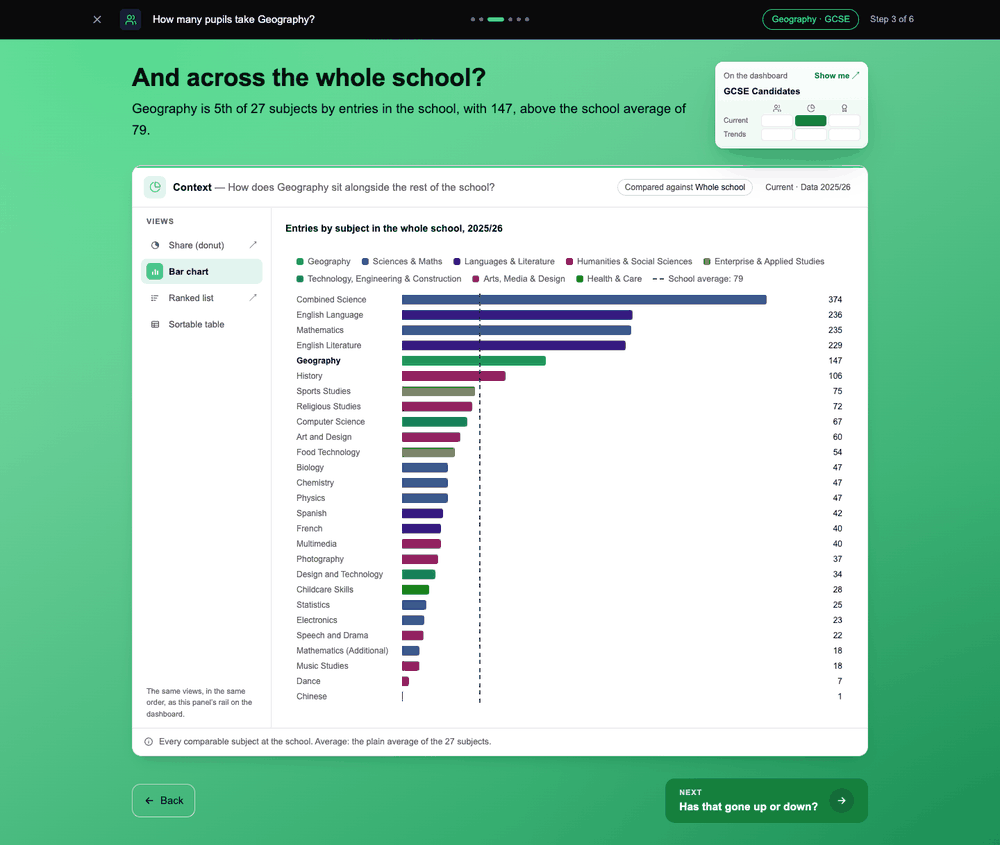 How many pupils take Geography?
Geography · GCSE
Step 3 of 6
And across the whole school?
Geography is 5th of 27 subjects by entries in the school, with 147, above the school average of
79.
On the dashboard
Show me
GCSE Candidates
Current
Trends
Context — How does Geography sit alongside the rest of the school?
Compared against Whole school
Current · Data 2025/26
VIEWS
Share (donut)
Bar chart
Ranked list
Sortable table
The same views, in the same
order, as this panel's rail on the
dashboard.
Entries by subject in the whole school, 2025/26
Geography Sciences & Maths Languages & Literature Humanities & Social Sciences Enterprise & Applied Studies
Technology, Engineering & Construction Arts, Media & Design Health & Care School average: 79
Combined Science 374
English Language 236
Mathematics 235
English Literature 229
Geography 147
History 106
Sports Studies 75
Religious Studies 72
Computer Science 67
Art and Design 60
Food Technology 54
Biology 47
Chemistry 47
Physics 47
Spanish 42
French 40
Multimedia 40
Photography 37
Design and Technology 34
Childcare Skills 28
Statistics 25
Electronics 23
Speech and Drama 22
Mathematics (Additional) 18
Music Studies 18
Dance 7
Chinese 1
Every comparable subject at the school. Average: the plain average of the 27 subjects.
Back
NEXT
Has that gone up or down?